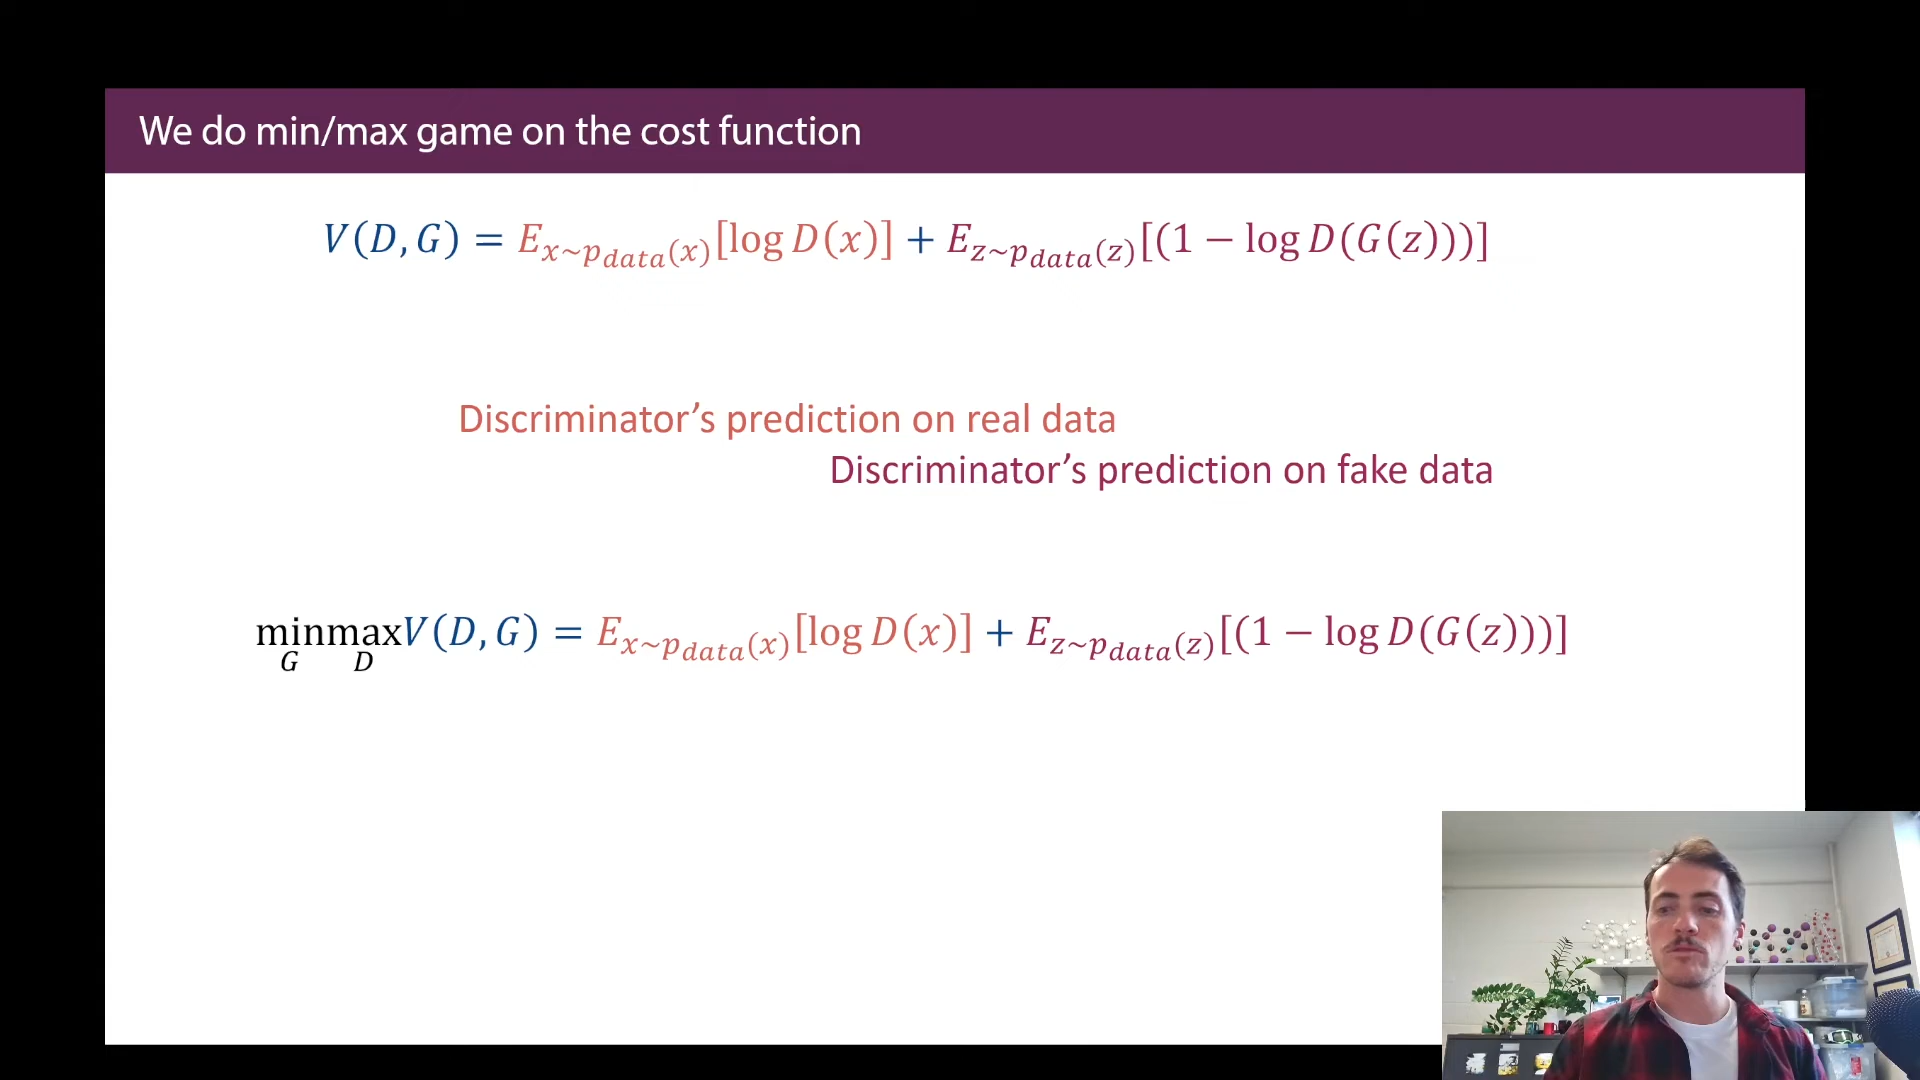 We do min/max game on the cost function
V(D, G) = E_{x~p_{data}(x)}[log D(x)] + E_{z~p_{data}(z)}[(1 − log D(G(z)))]
Discriminator’s prediction on real data
Discriminator’s prediction on fake data
min_G max_D V(D, G) = E_{x~p_{data}(x)}[log D(x)] + E_{z~p_{data}(z)}[(1 − log D(G(z)))]